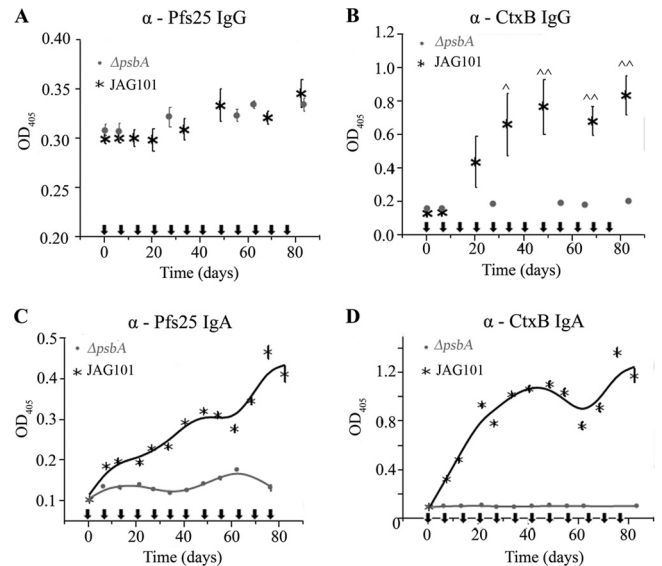 A
α - Pfs25 IgG
ΔpsbA
JAG101
0.40
0.35
0.30
0.25
0.20
OD405
0 20 40 60 80
Time (days)
B
α - CtxB IgG
ΔpsbA
JAG101
^ ^^ ^^ ^^
1.2
1.0
0.8
0.6
0.4
0.2
0.0
OD405
0 20 40 60 80
Time (days)
C
α - Pfs25 IgA
ΔpsbA
JAG101
0.5
0.4
0.3
0.2
0.1
OD405
0 20 40 60 80
Time (days)
D
α - CtxB IgA
ΔpsbA
JAG101
1.2
0.8
0.4
0
OD405
0 20 40 60 80
Time (days)